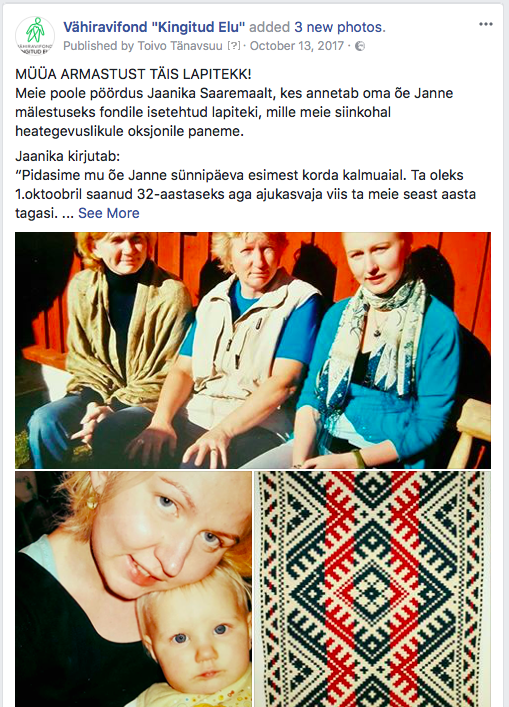 Vähiravifond "Kingitud Elu" added 3 new photos.
Published by Toivo Tänavsuu [?] · October 13, 2017 ·
VÄHIRAVIFOND
KINGITUD ELU
MÜÜA ARMASTUST TÄIS LAPITEKK!
Meie poole pöördus Jaanika Saaremaalt, kes annetab oma õe Janne
mälestuseks fondile isetehtud lapiteki, mille meie siinkohal
heategevuslikule oksjonile paneme.
Jaanika kirjutab:
“Pidasime mu õe Janne sünnipäeva esimest korda kalmuaial. Ta oleks
1.oktoobril saanud 32-aastaseks aga ajukasvaja viis ta meie seast aasta
tagasi. ... See More